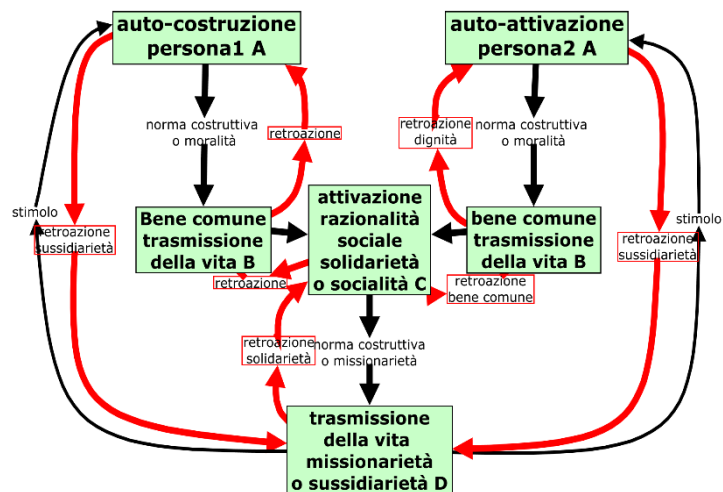 auto-costruzione
persona1 A
auto-attivazione
persona2 A
norma costruttiva
o moralità
retroazione
retroazione
dignità
norma costruttiva
o moralità
stimolo
retroazione
sussidiarietà
Bene comune
trasmissione
della vita B
attivazione
razionalità
sociale
solidarietà
o socialità C
bene comune
trasmissione
della vita B
stimolo
retroazione
sussidiarietà
retroazione
retroazione
bene comune
retroazione
solidarietà
norma costruttiva
o missionarietà
trasmissione
della vita
missionarietà
o sussidiarietà D